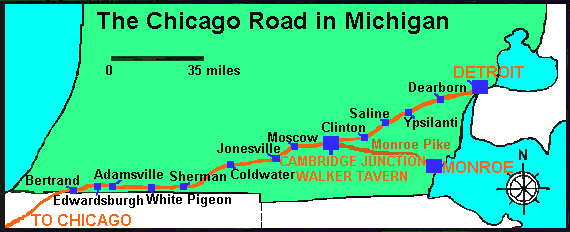 The Chicago Road in Michigan
0 35 miles
DETROIT
Dearborn
Saline
Ypsilanti
Clinton
Monroe Pike
Moscow
Jonesville
CAMBRIDGE JUNCTION
MONROE
N
WALKER TAVERN
Coldwater
Sherman
Adamsville
Bertrand
Edwardsburgh
White Pigeon
TO CHICAGO